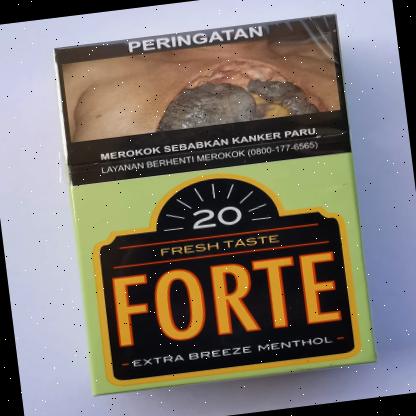 PERINGATAN
MEROKOK SEBABKAN KANKER PARU.
LAYANAN BERHENTI MEROKOK (0800-177-6565)
20
FRESH TASTE
FORTE
-EXTRA BREEZE MENTHOL-